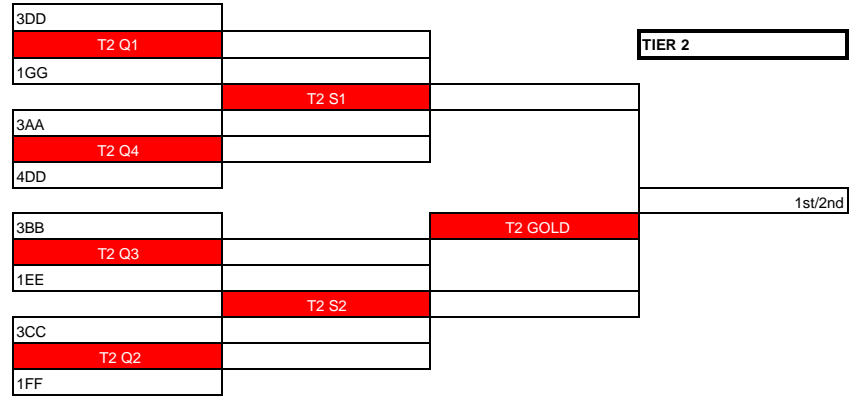 3DD
T2 Q1
TIER 2
1GG
T2 S1
3AA
T2 Q4
4DD
1st/2nd
3BB
T2 GOLD
T2 Q3
1EE
T2 S2
3CC
T2 Q2
1FF